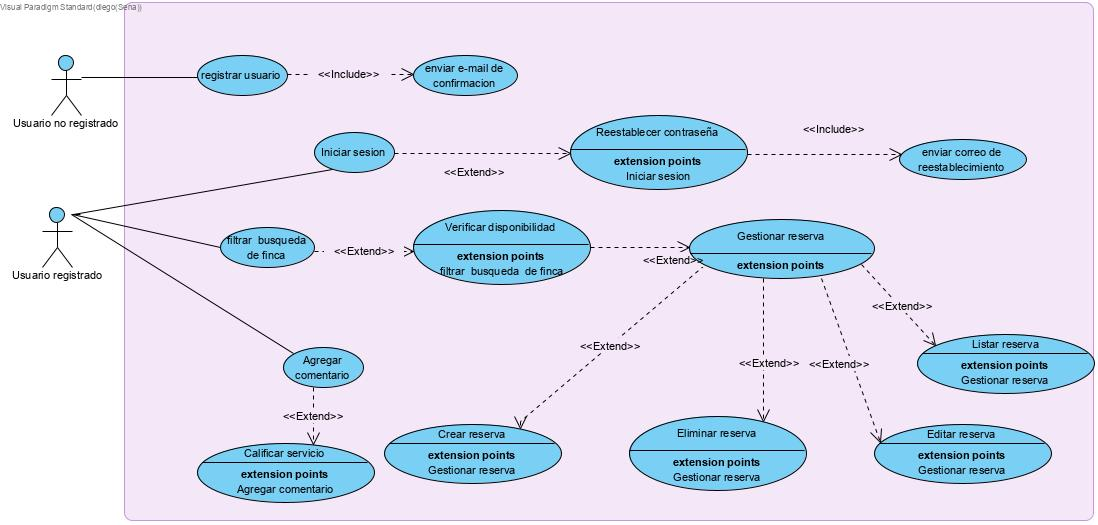 Visual Paradigm Standard(diego(Sena))
registrar usuario
<<Include>>
enviar e-mail de
confirmacion
Usuario no registrado
Iniciar sesion
<<Extend>>
Reestablecer contraseña
extension points
Iniciar sesion
<<Include>>
enviar correo de
reestablecimiento
Usuario registrado
filtrar busqueda
de finca
<<Extend>>
Verificar disponibilidad
extension points
filtrar busqueda de finca
<<Extend>>
Gestionar reserva
extension points
<<Extend>>
<<Extend>>
<<Extend>>
<<Extend>>
Listar reserva
extension points
Gestionar reserva
Agregar
comentario
<<Extend>>
Calificar servicio
extension points
Agregar comentario
Crear reserva
extension points
Gestionar reserva
Eliminar reserva
extension points
Gestionar reserva
Editar reserva
extension points
Gestionar reserva